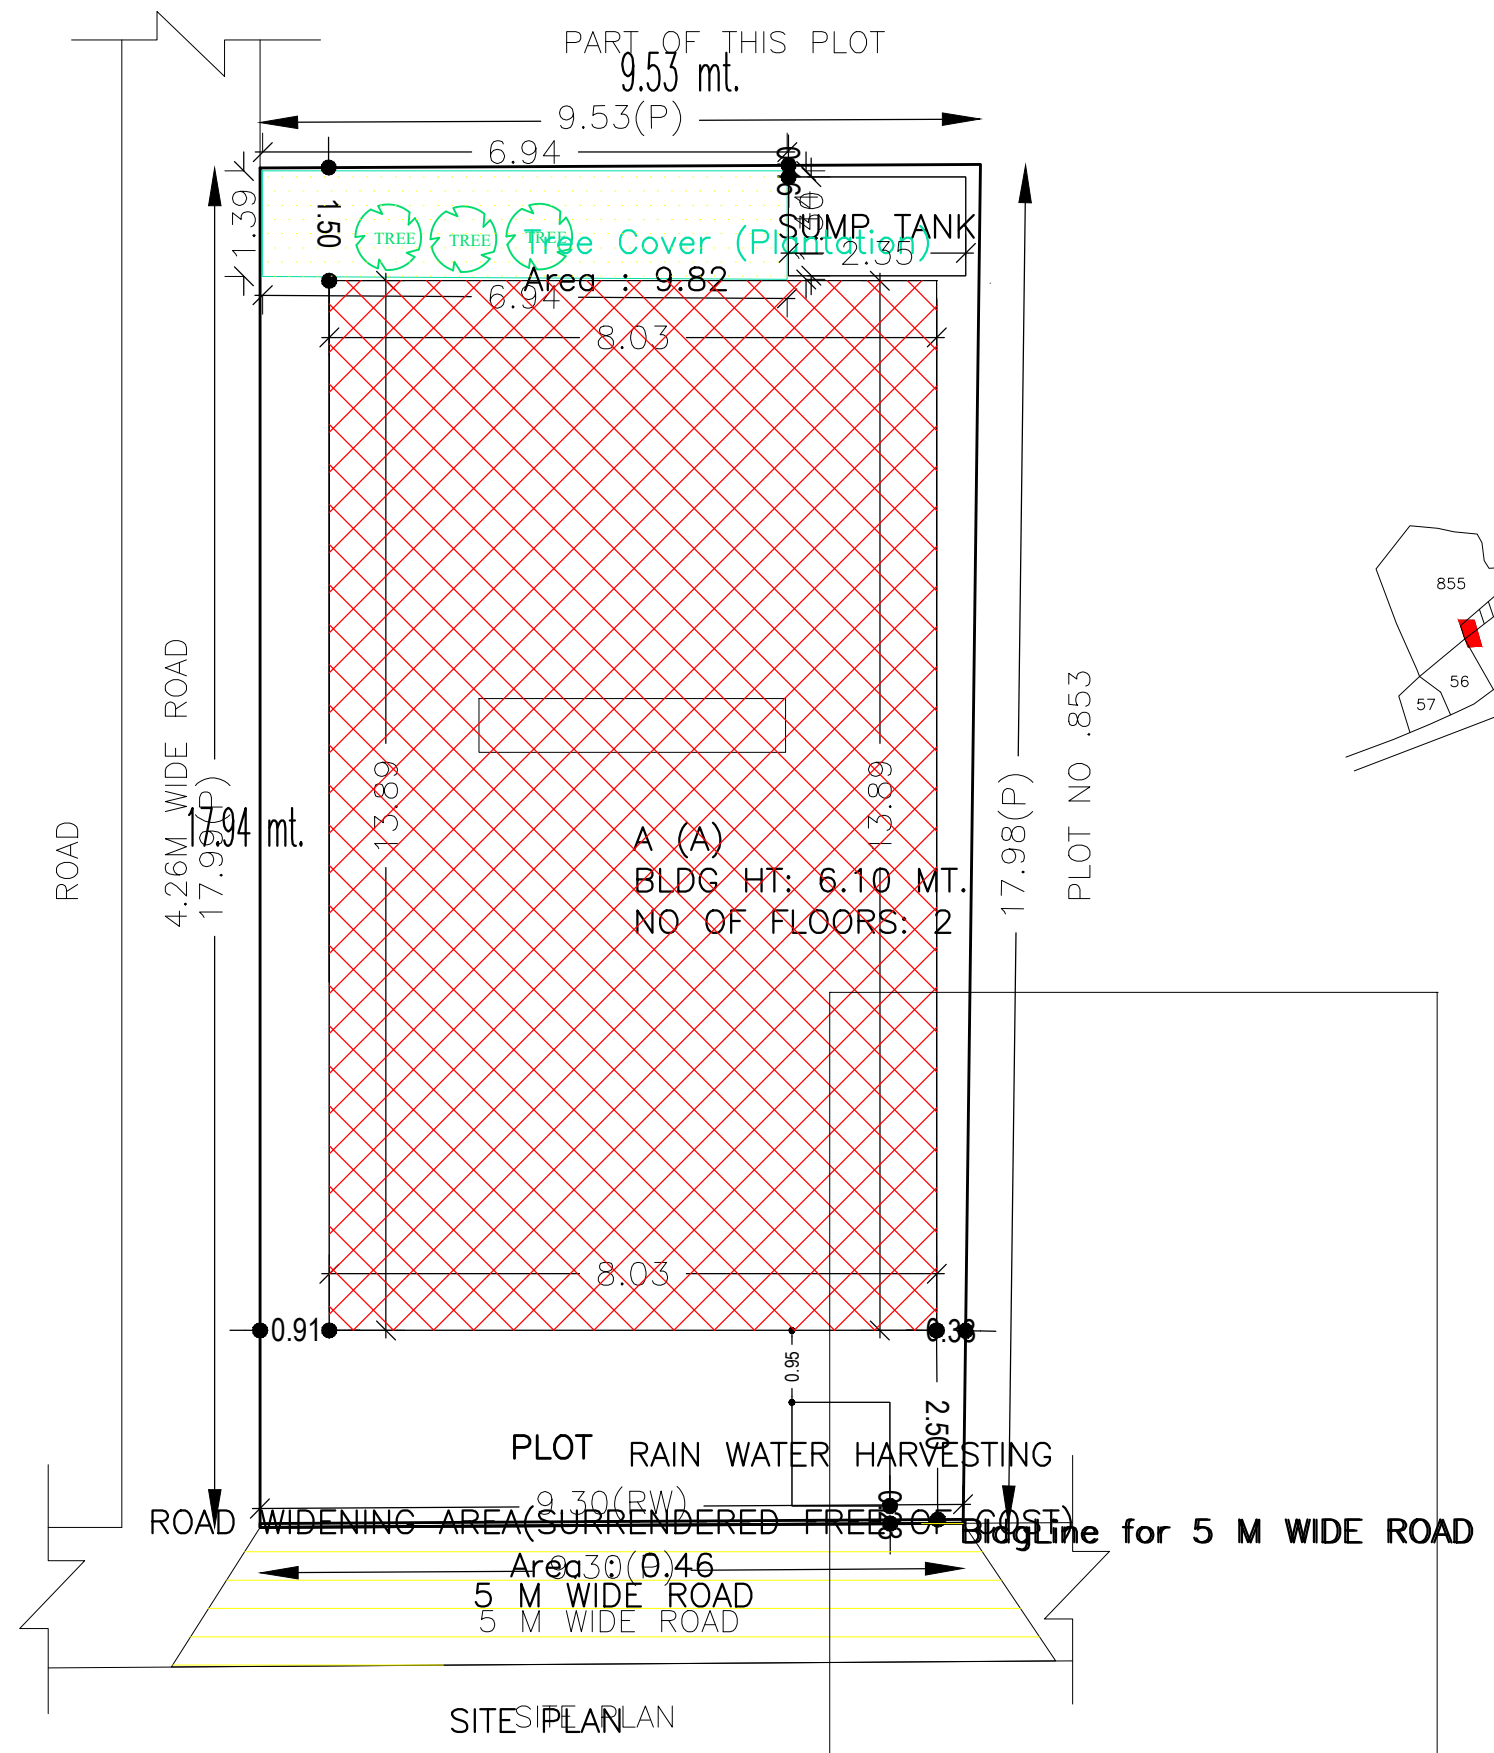 PART OF THIS PLOT
9.53 mt.
9.53(P)
6.94
1.39
1.50
TREE
TREE
TREE
SUMP TANK
Tree Cover (Plantation)
2.35
Area : 9.82
6.94
8.03
855
56
57
4.26M WIDE ROAD
ROAD
17.94 mt.
13.89
13.89
17.98(P)
PLOT NO .853
A (A)
BLDG HT: 6.10 MT.
NO OF FLOORS: 2
8.03
0.91
0.33
0.95
2.50
PLOT
RAIN WATER HARVESTING
9.30(RW)
ROAD WIDENING AREA(SURRENDERED FREE OF COST)
BldgLine for 5 M WIDE ROAD
Area : 0.46
9.30(P)
5 M WIDE ROAD
5 M WIDE ROAD
SITE PLAN
SITE PLAN